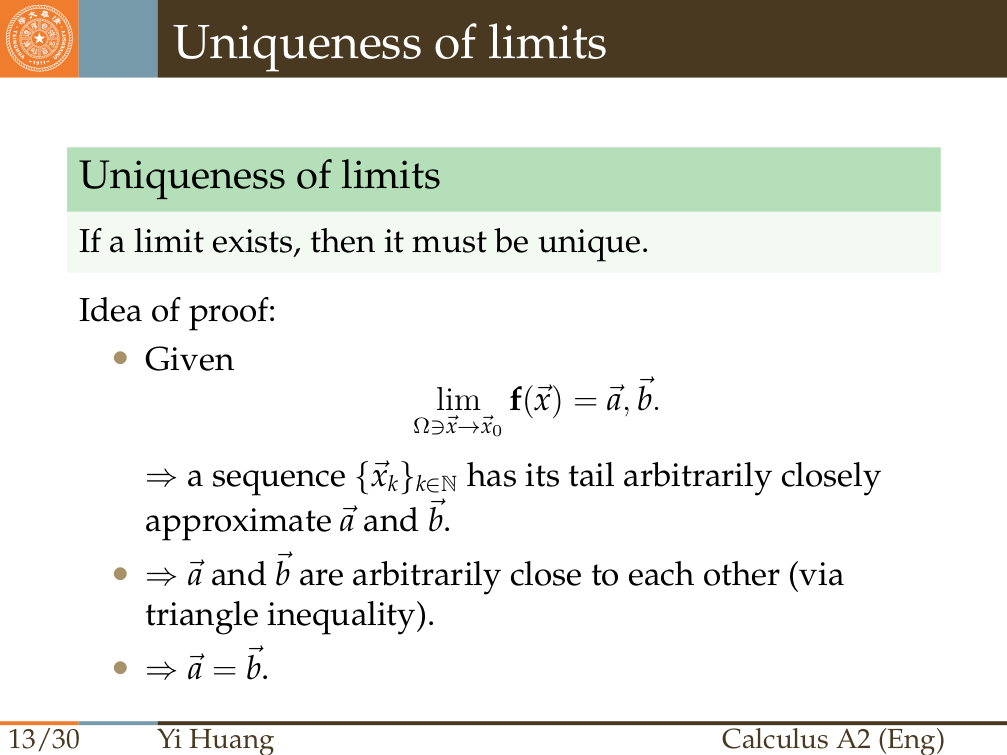 Uniqueness of limits
Uniqueness of limits
If a limit exists, then it must be unique.
Idea of proof:
• Given
lim f(x⃗) = a⃗, b⃗.
Ω∋x⃗→x⃗₀
⇒ a sequence {x⃗ₖ}ₖ∈ℕ has its tail arbitrarily closely
approximate a⃗ and b⃗.
• ⇒ a⃗ and b⃗ are arbitrarily close to each other (via
triangle inequality).
• ⇒ a⃗ = b⃗.
13/30 Yi Huang Calculus A2 (Eng)